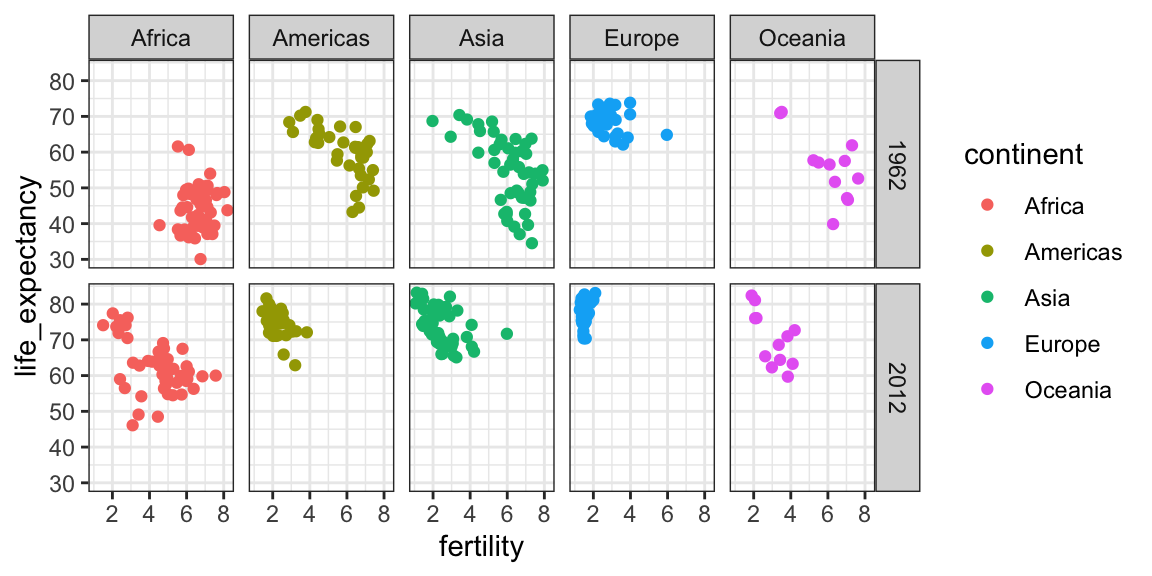 Africa Americas Asia Europe Oceania
80
70
60
50
40
30
1962
80
70
60
50
40
30
2012
life_expectancy
2 4 6 8 2 4 6 8 2 4 6 8 2 4 6 8 2 4 6 8
fertility
continent
Africa
Americas
Asia
Europe
Oceania